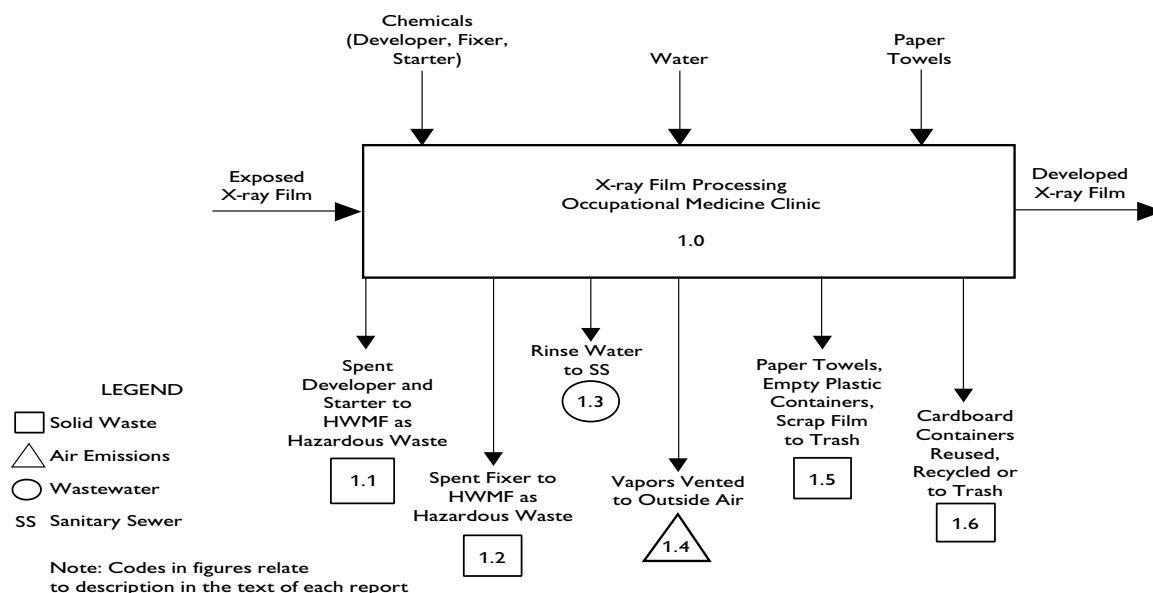 Chemicals
(Developer, Fixer,
Starter)
Water
Paper
Towels
Exposed
X-ray Film
X-ray Film Processing
Occupational Medicine Clinic
1.0
Developed
X-ray Film
Spent
Developer and
Starter to
HWMF as
Hazardous Waste
1.1
Spent Fixer to
HWMF as
Hazardous Waste
1.2
Rinse Water
to SS
1.3
Vapors Vented
to Outside Air
1.4
Paper Towels,
Empty Plastic
Containers,
Scrap Film
to Trash
1.5
Cardboard
Containers
Reused,
Recycled or
to Trash
1.6
LEGEND
Solid Waste
Air Emissions
Wastewater
SS Sanitary Sewer
Note: Codes in figures relate
to description in the text of each report